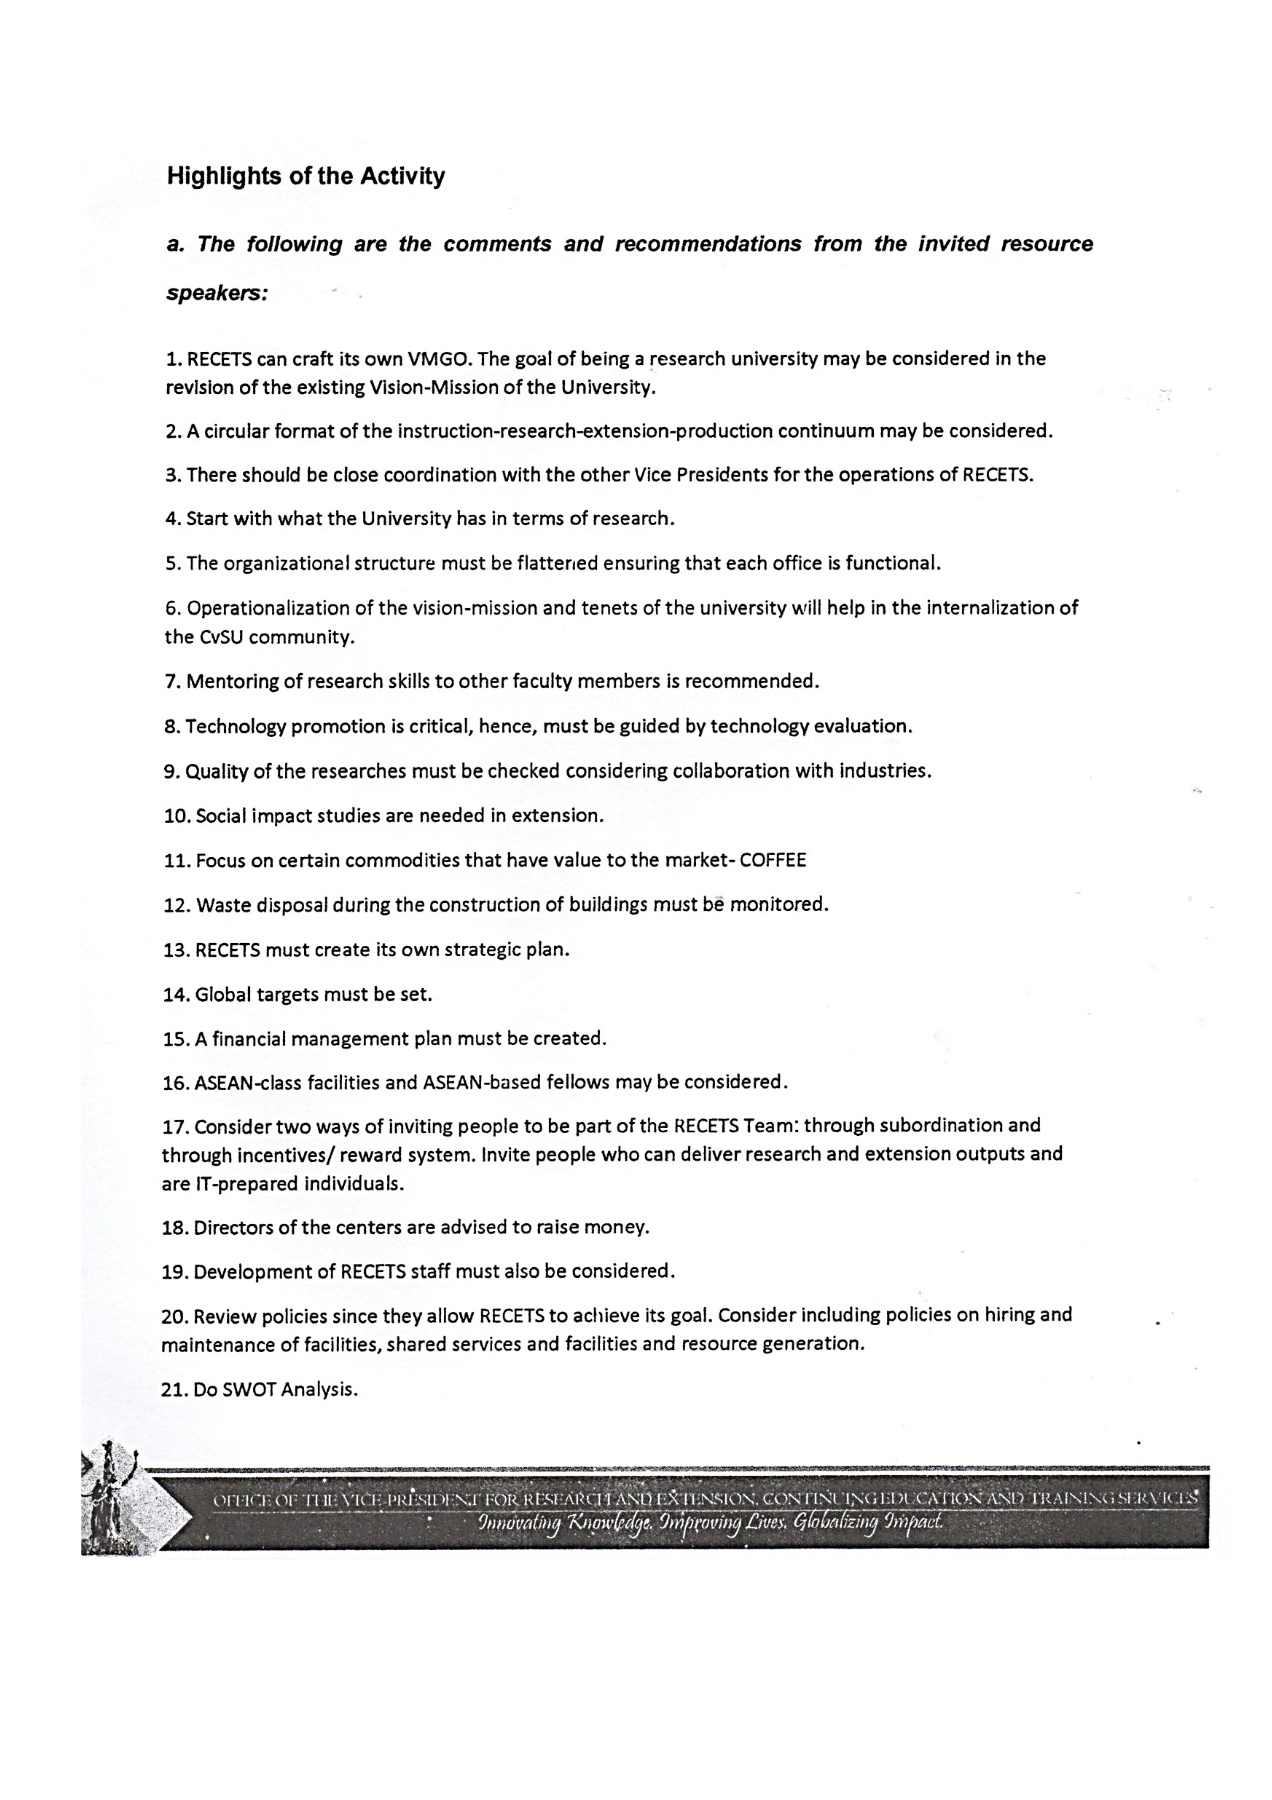 Highlights of the Activity
a. The following are the comments and recommendations from the invited resource
speakers:
1. RECETS can craft its own VMGO. The goal of being a research university may be considered in the
revision of the existing Vision-Mission of the University.
2. A circular format of the instruction-research-extension-production continuum may be considered.
3. There should be close coordination with the other Vice Presidents for the operations of RECETS.
4. Start with what the University has in terms of research.
5. The organizational structure must be flattened ensuring that each office is functional.
6. Operationalization of the vision-mission and tenets of the university will help in the internalization of
the CvSU community.
7. Mentoring of research skills to other faculty members is recommended.
8. Technology promotion is critical, hence, must be guided by technology evaluation.
9. Quality of the researches must be checked considering collaboration with industries.
10. Social impact studies are needed in extension.
11. Focus on certain commodities that have value to the market- COFFEE
12. Waste disposal during the construction of buildings must be monitored.
13. RECETS must create its own strategic plan.
14. Global targets must be set.
15. A financial management plan must be created.
16. ASEAN-class facilities and ASEAN-based fellows may be considered.
17. Consider two ways of inviting people to be part of the RECETS Team: through subordination and
through incentives/ reward system. Invite people who can deliver research and extension outputs and
are IT-prepared individuals.
18. Directors of the centers are advised to raise money.
19. Development of RECETS staff must also be considered.
20. Review policies since they allow RECETS to achieve its goal. Consider including policies on hiring and
maintenance of facilities, shared services and facilities and resource generation.
21. Do SWOT Analysis.
OFFICE OF THE VICE-PRESIDENT FOR RESEARCH AND EXTENSION, CONTINUING EDUCATION AND TRAINING SERVICES
Innovating Knowledge. Improving Lives. Globalizing Impact.